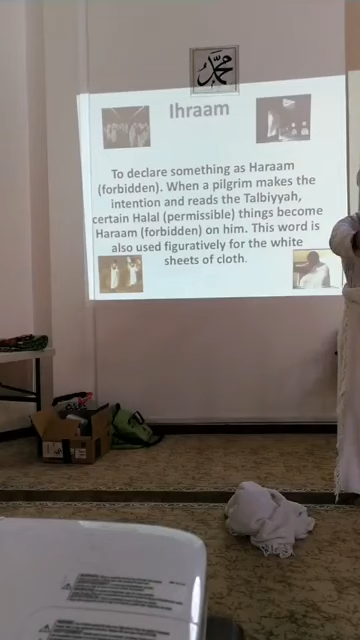 محمد
Ihraam
To declare something as Haraam
(forbidden). When a pilgrim makes the
intention and reads the Talbiyyah,
certain Halal (permissible) things become
Haraam (forbidden) on him. This word is
also used figuratively for the white
sheets of cloth.